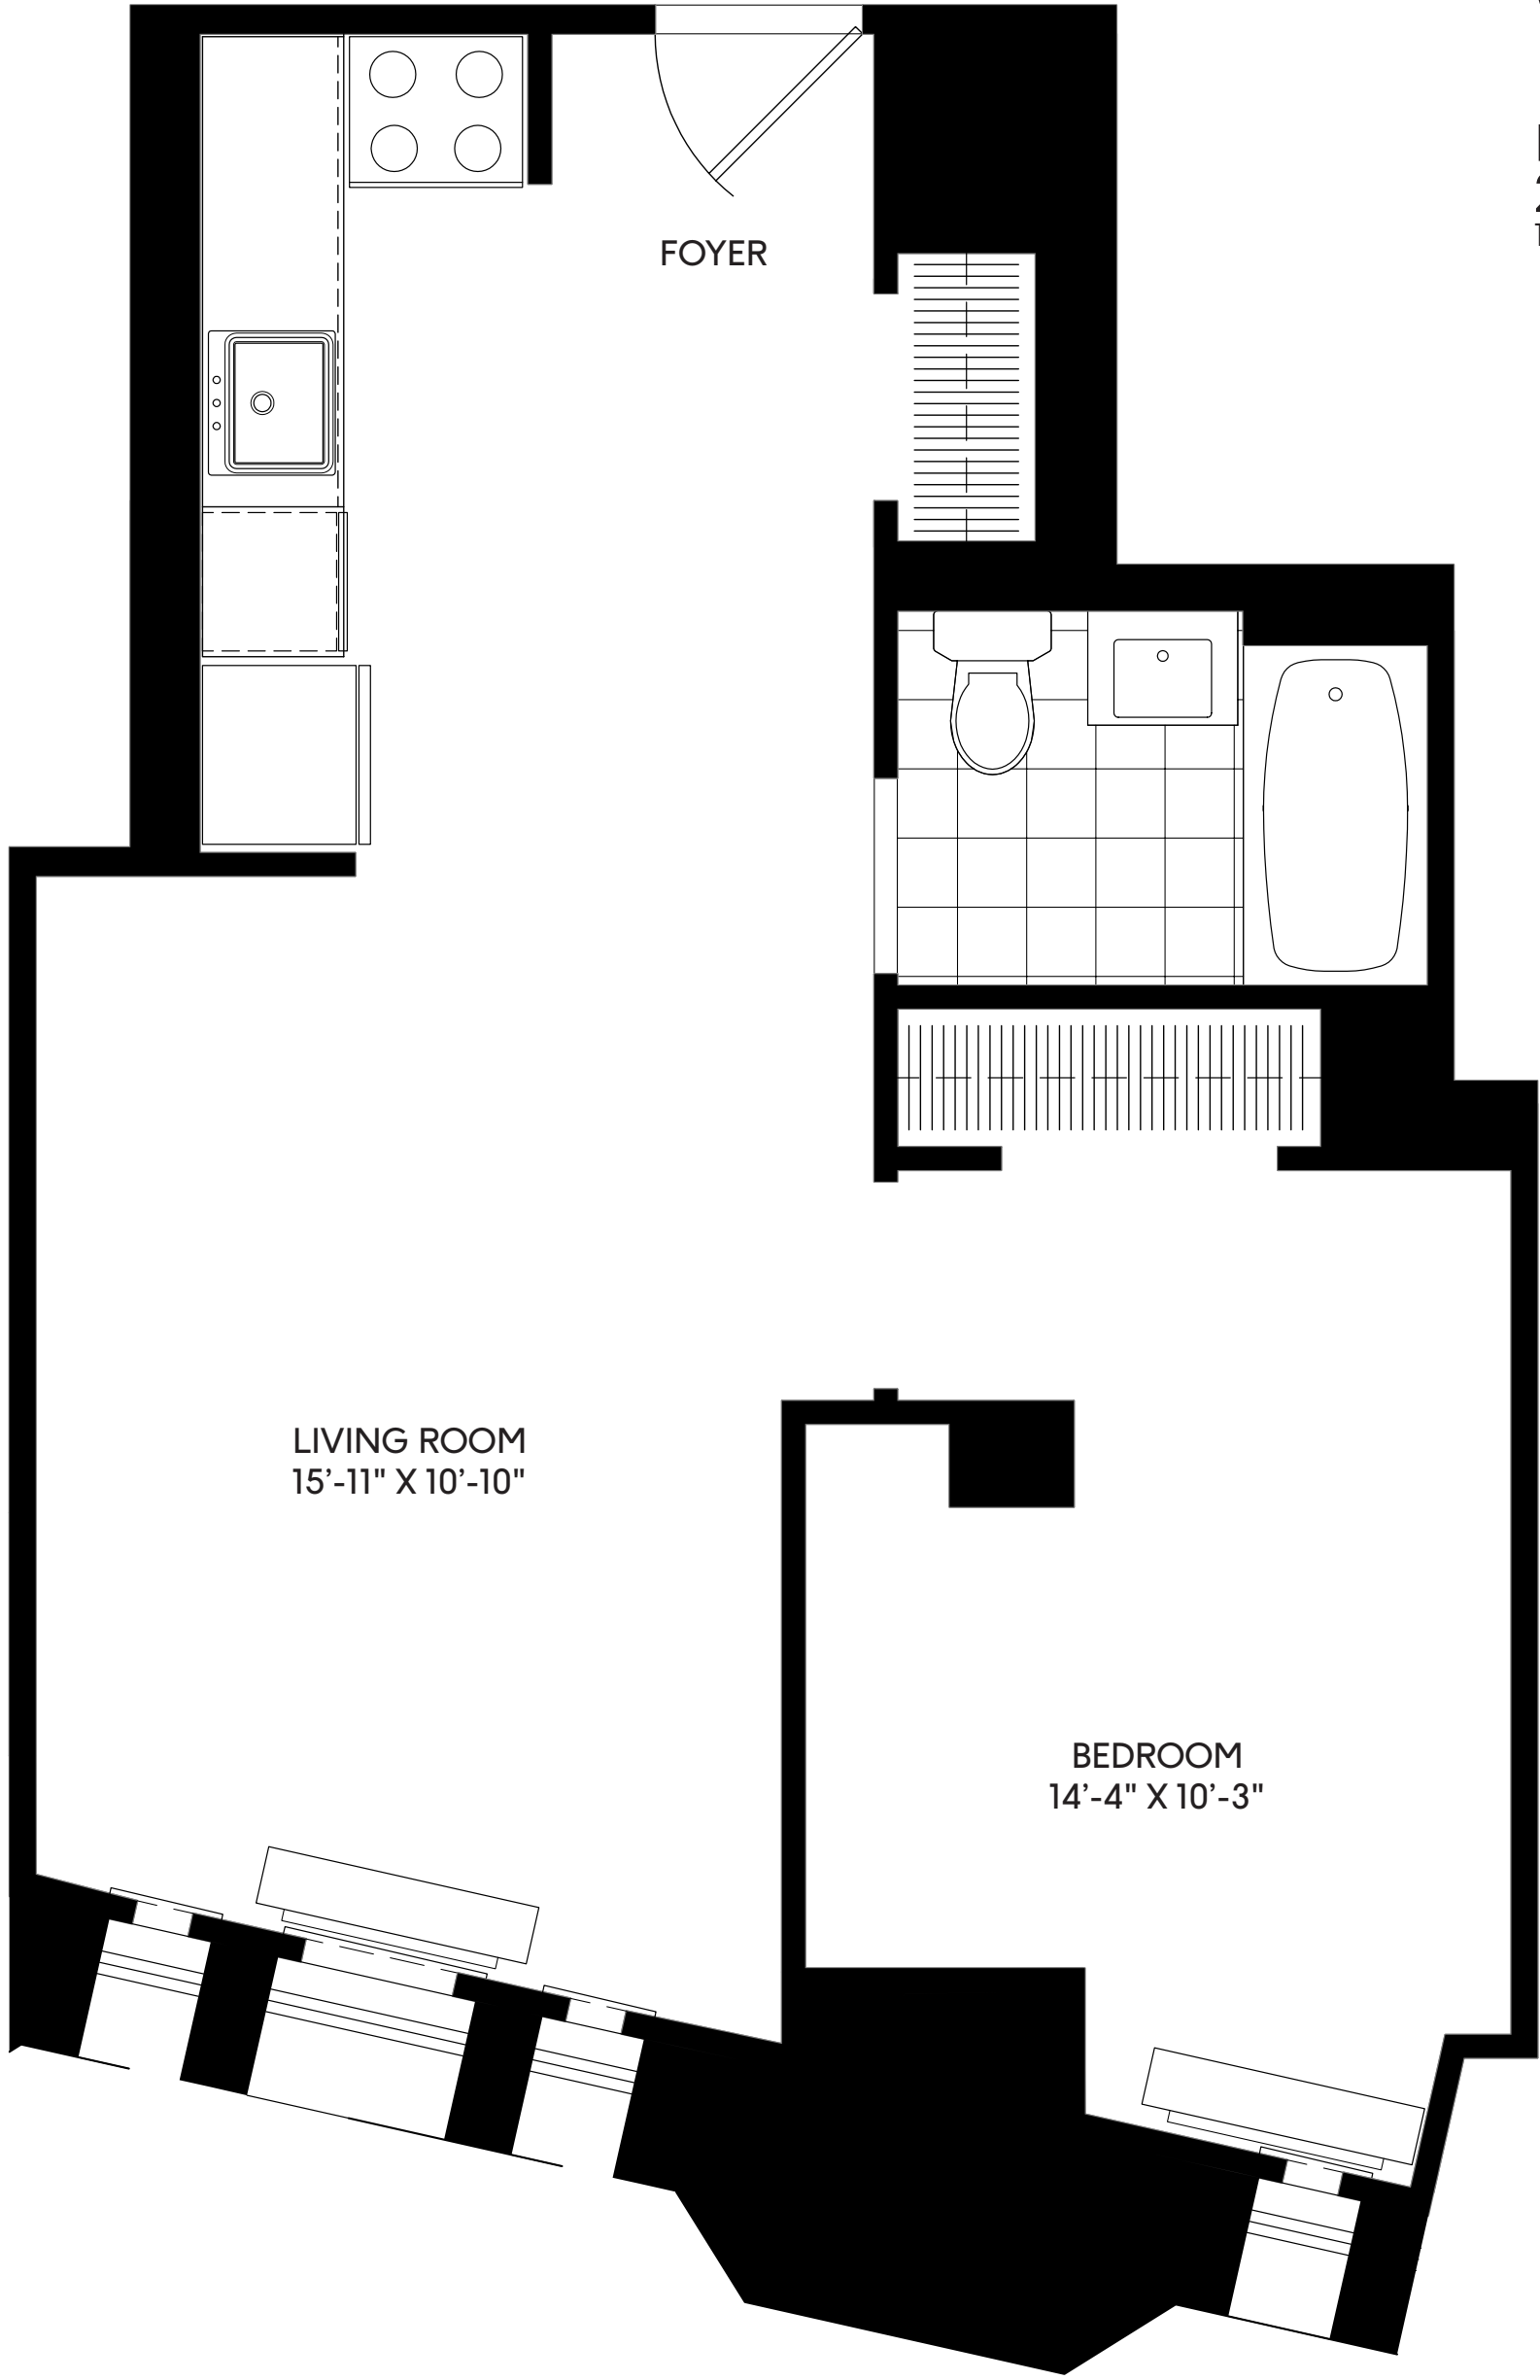 FOYER
LIVING ROOM
15’-11" X 10’-10"
BEDROOM
14’-4" X 10’-3"